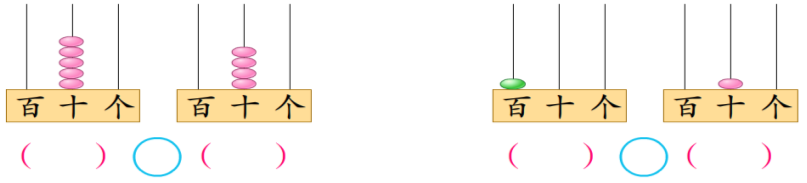 百 十 个 百 十 个 百 十 个 百 十 个
( ) ( ) ( ) ( )